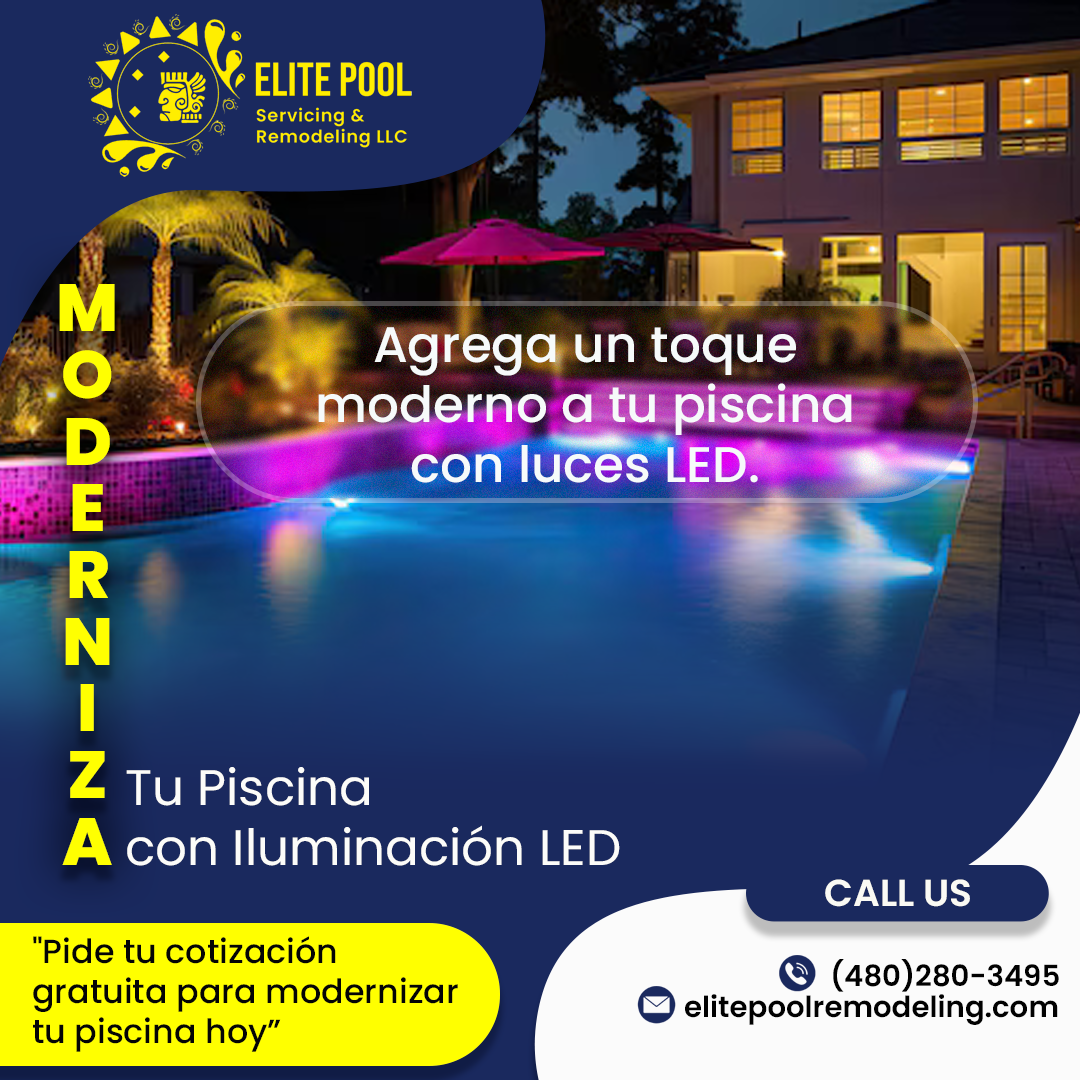 ELITE POOL
Servicing &
Remodeling LLC
Agrega un toque
moderno a tu piscina
con luces LED.
MODERNIZA
Tu Piscina
con Iluminación LED
"Pide tu cotización
gratuita para modernizar
tu piscina hoy”
CALL US
(480)280-3495
elitepoolremodeling.com